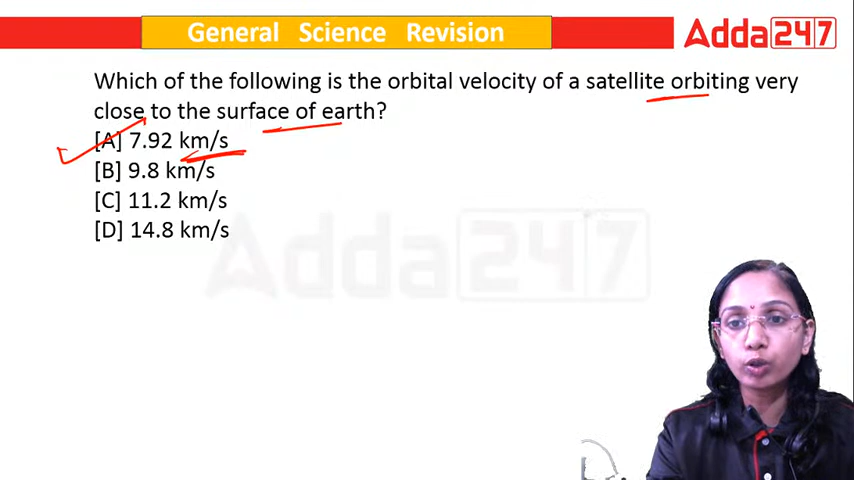 General Science Revision
Adda247
Which of the following is the orbital velocity of a satellite orbiting very
close to the surface of earth?
[A] 7.92 km/s
[B] 9.8 km/s
[C] 11.2 km/s
[D] 14.8 km/s
Adda247